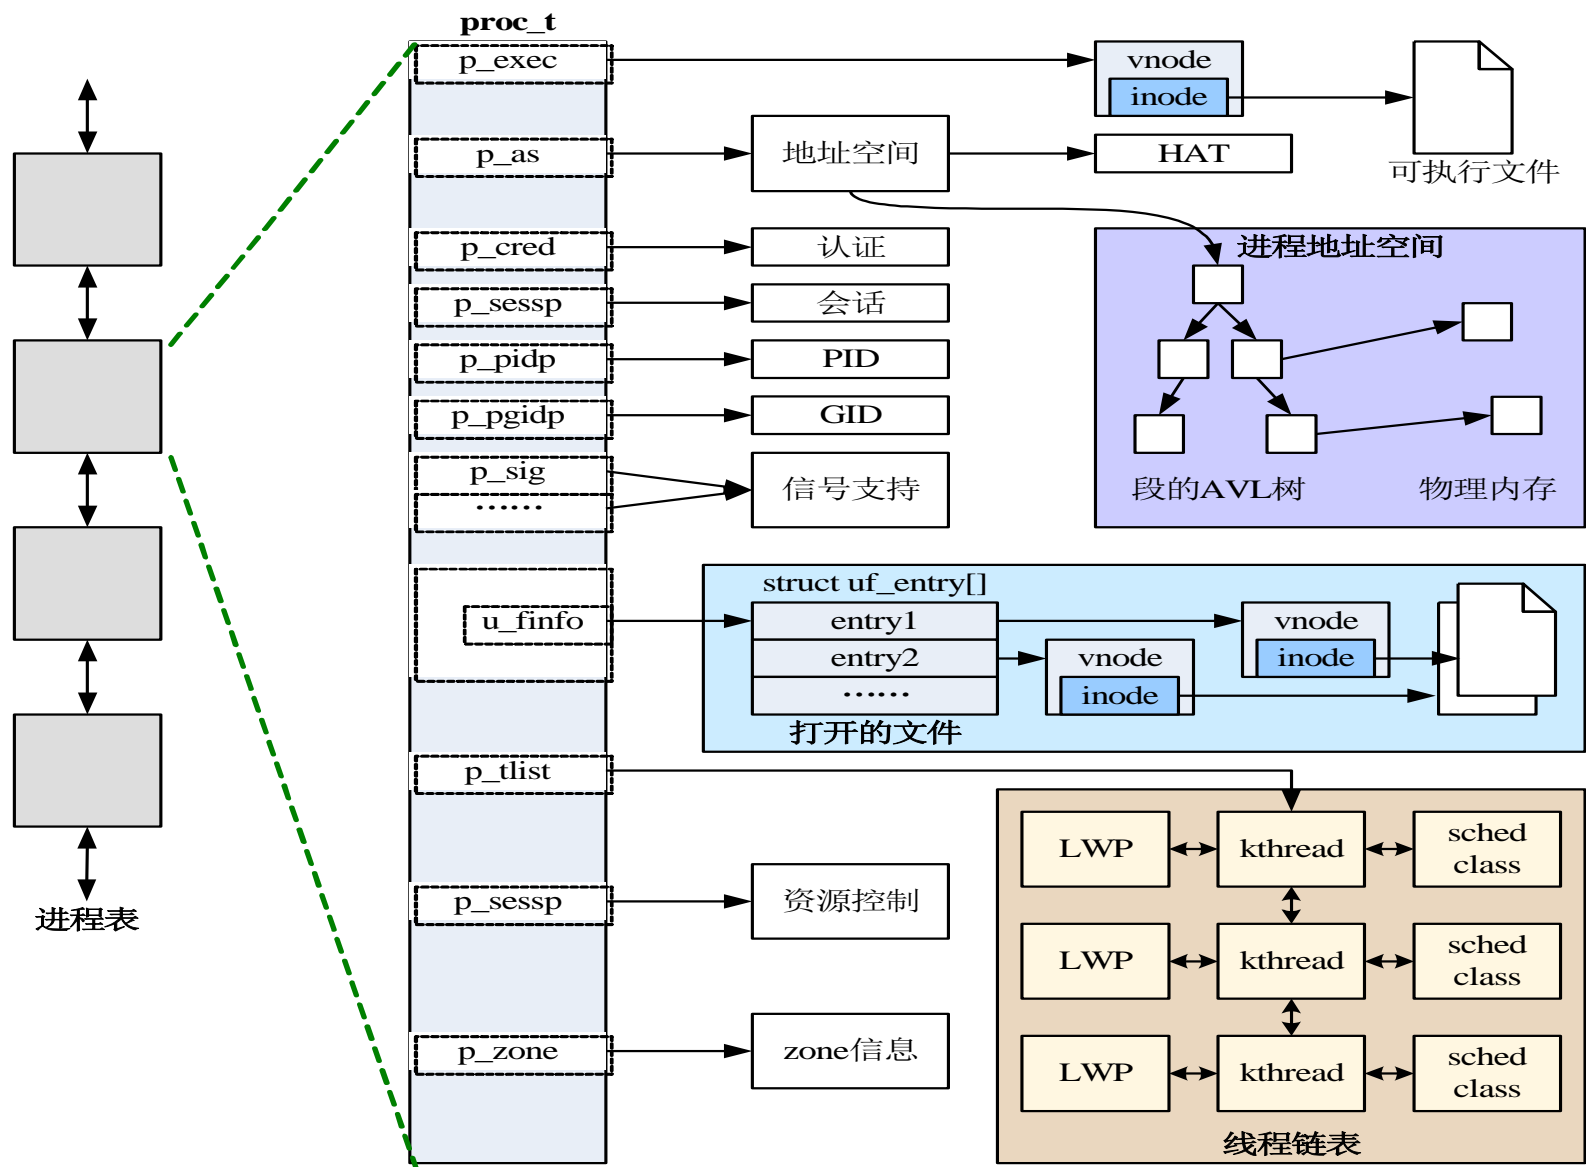 proc_t
p_exec
vnode
inode
可执行文件
p_as
地址空间
HAT
p_cred
认证
进程地址空间
p_sessp
会话
p_pidp
PID
p_pgidp
GID
p_sig
……
信号支持
段的AVL树
物理内存
struct uf_entry[]
u_finfo
entry1
vnode
inode
entry2
vnode
inode
……
打开的文件
p_tlist
LWP
kthread
sched
class
p_sessp
资源控制
进程表
LWP
kthread
sched
class
p_zone
zone信息
LWP
kthread
sched
class
线程链表